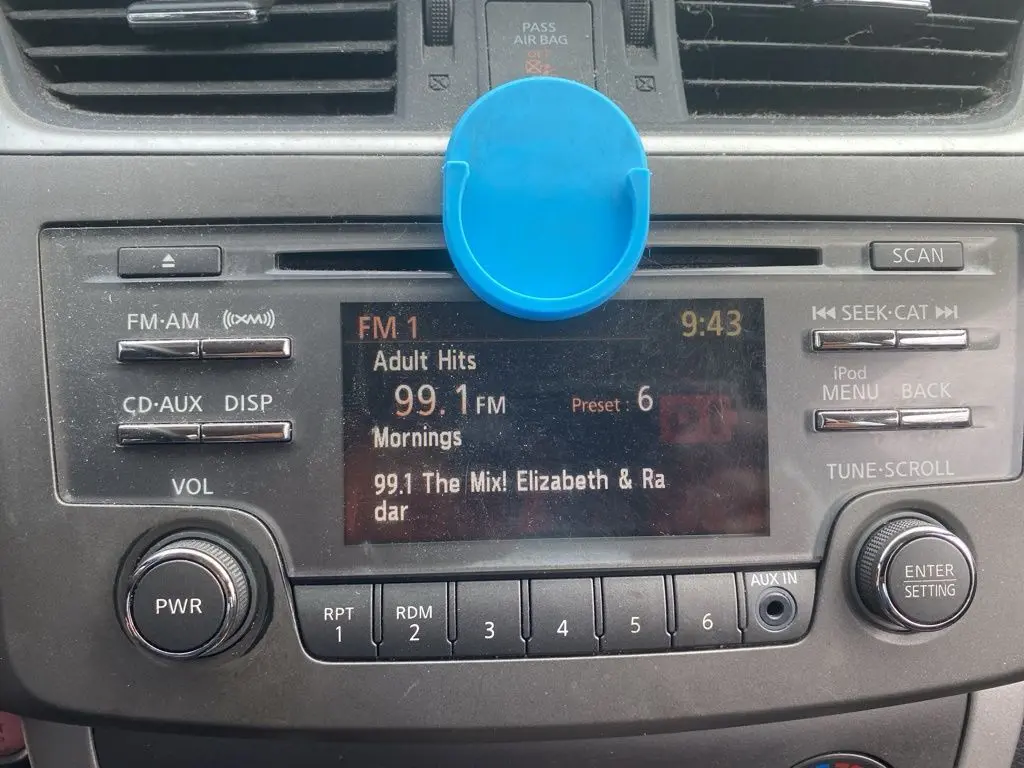 PASS
AIR BAG
OFF
SCAN
FM·AM ((XM))
SEEK·CAT
CD·AUX DISP
iPod
MENU BACK
VOL
TUNE·SCROLL
FM 1 9:43
Adult Hits
99.1 FM Preset : 6
Mornings
99.1 The Mix! Elizabeth & Ra
dar
PWR
RPT
1
RDM
2
3
4
5
6
AUX IN
ENTER
SETTING